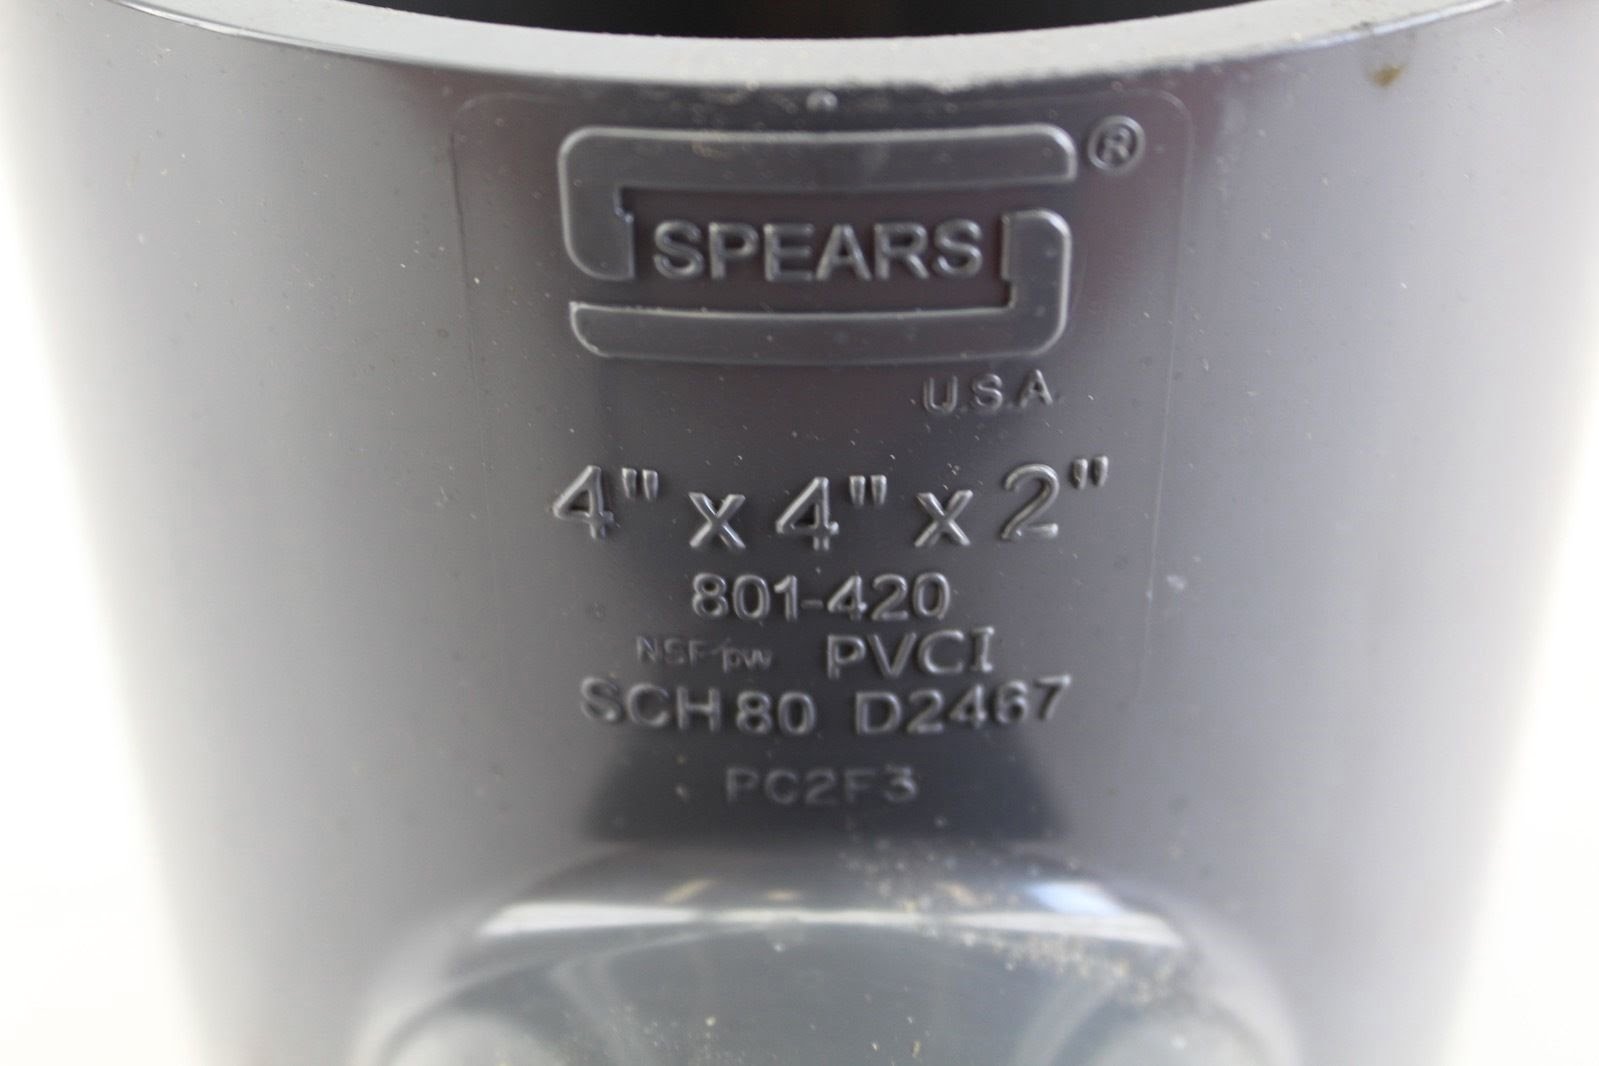 SPEARS ®
U.S.A
4" x 4" x 2"
801-420
NSF-pw PVCI
SCH 80 D2467
PC2F3